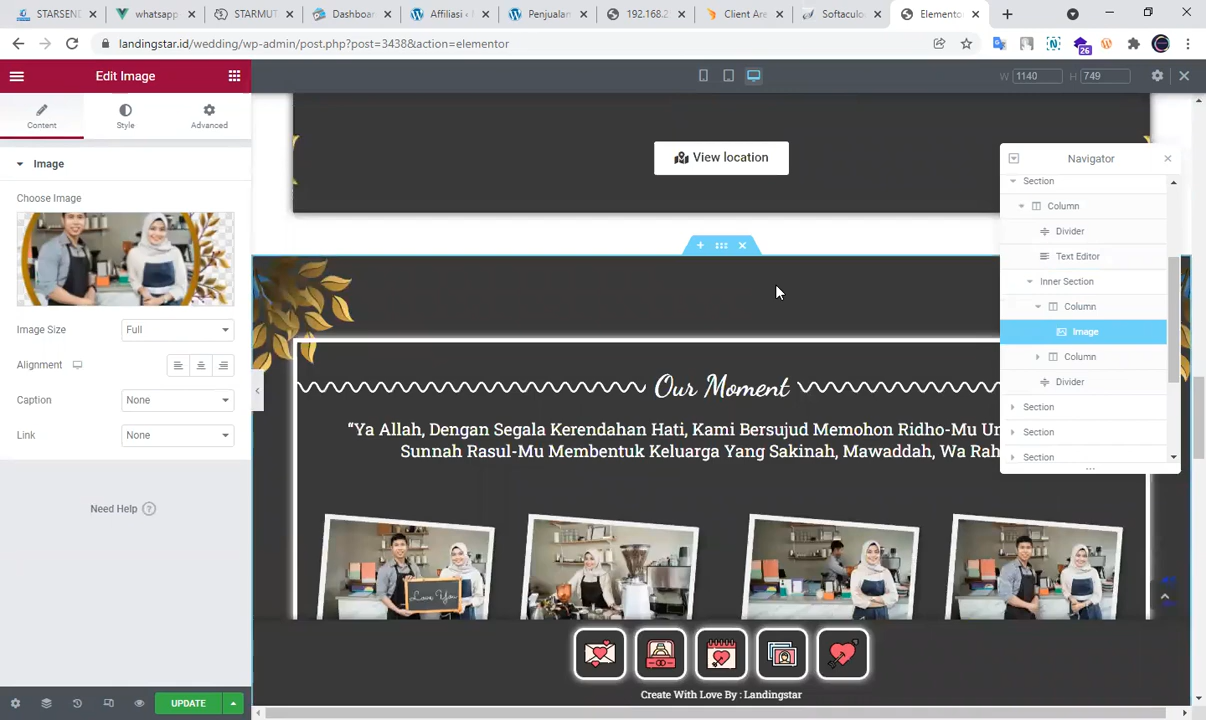 STARSEND
whatsapp
STARMUT
Dashboar
Affiliasi ‹
Penjualan
192.168.2
Client Are
Softaculo
Elemento
landingstar.id/wedding/wp-admin/post.php?post=3438&action=elementor
26
Edit Image
W 1140 H 749
Content
Style
Advanced
Image
Choose Image
Image Size Full
Alignment
Caption None
Link None
Need Help ?
UPDATE
View location
Our Moment
“Ya Allah, Dengan Segala Kerendahan Hati, Kami Bersujud Memohon Ridho-Mu Un
Sunnah Rasul-Mu Membentuk Keluarga Yang Sakinah, Mawaddah, Wa Rah
Love You
Create With Love By : Landingstar
Navigator
Section
Column
Divider
Text Editor
Inner Section
Column
Image
Column
Divider
Section
Section
Section